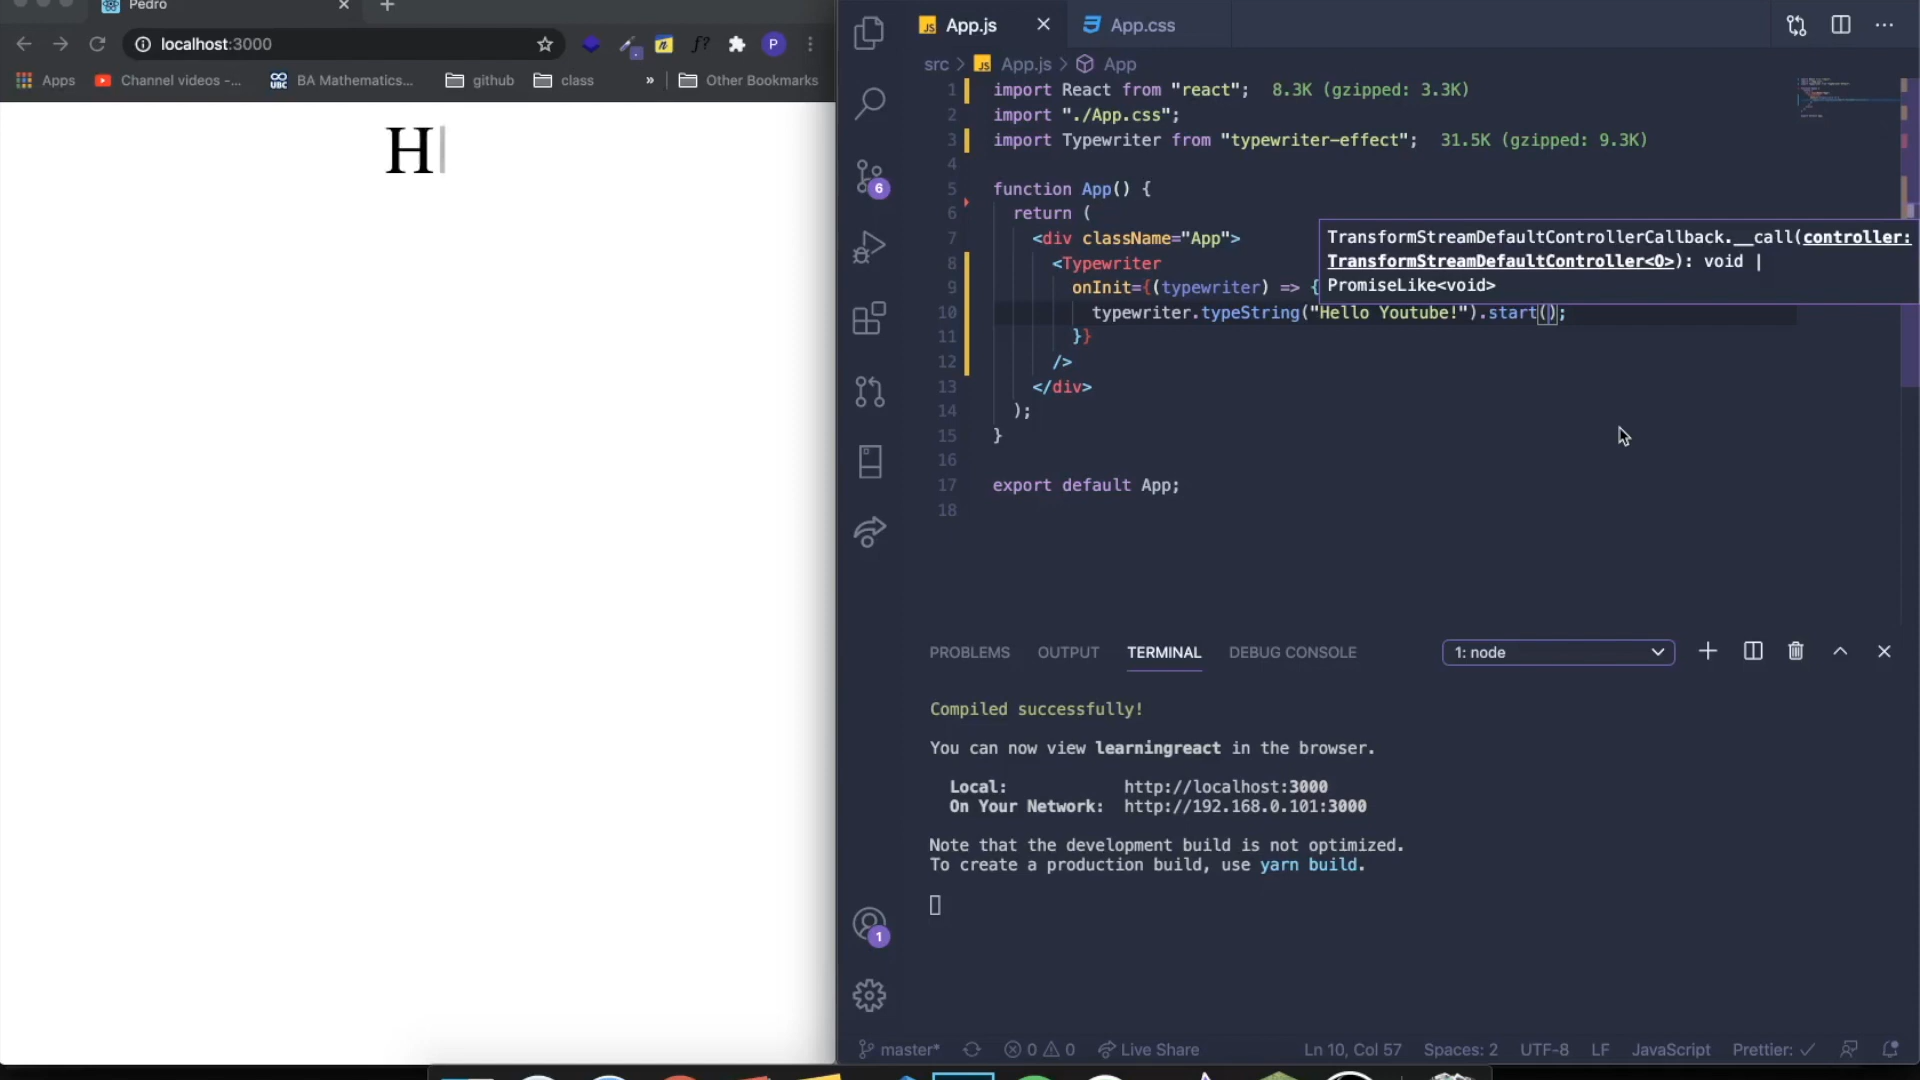 Pedro
localhost:3000
f?
P
Apps
Channel videos -...
UBC
BA Mathematics...
github
class
»
Other Bookmarks
H
JS App.js
App.css
src > JS App.js > App
1 import React from "react"; 8.3K (gzipped: 3.3K)
2 import "./App.css";
3 import Typewriter from "typewriter-effect"; 31.5K (gzipped: 9.3K)
4
5 function App() {
6 return (
7 <div className="App">
8 <Typewriter
9 onInit={(typewriter) => {
10 typewriter.typeString("Hello Youtube!").start();
11 }}
12 />
13 </div>
14 );
15 }
16
17 export default App;
18
TransformStreamDefaultControllerCallback.__call(controller:
TransformStreamDefaultController<O>): void |
PromiseLike<void>
6
PROBLEMS OUTPUT TERMINAL DEBUG CONSOLE
1: node
Compiled successfully!
You can now view learningreact in the browser.
Local: http://localhost:3000
On Your Network: http://192.168.0.101:3000
Note that the development build is not optimized.
To create a production build, use yarn build.
1
master* 0 0 Live Share Ln 10, Col 57 Spaces: 2 UTF-8 LF JavaScript Prettier: ✓